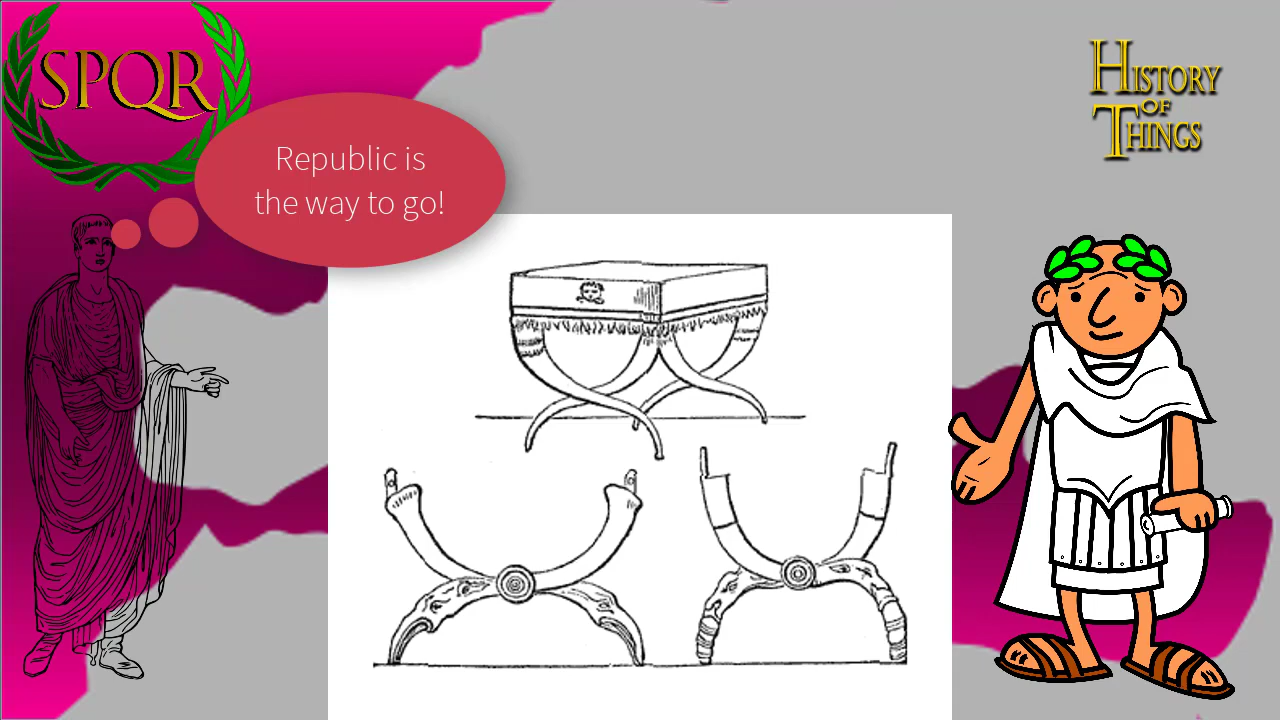 SPQR
History
of
Things
Republic is
the way to go!